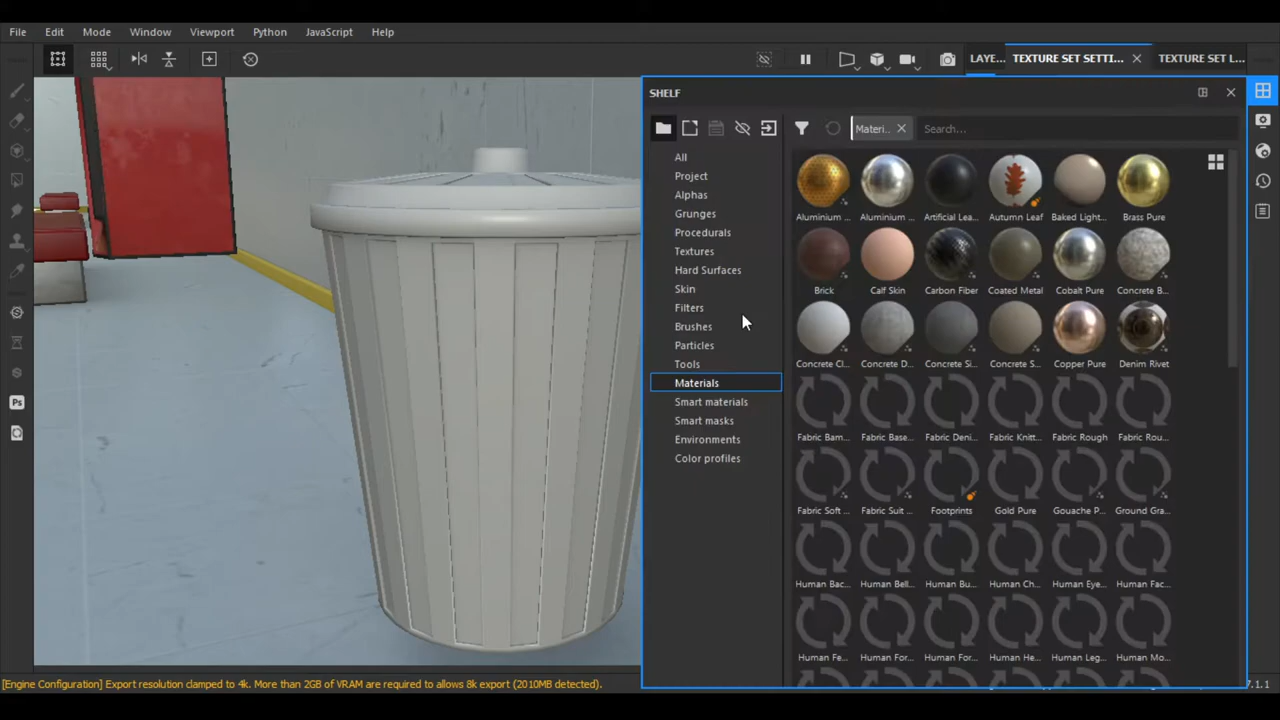 File Edit Mode Window Viewport Python JavaScript Help
LAYE... TEXTURE SET SETTI... TEXTURE SET L...
SHELF
Materi.. Search...
All
Project
Alphas
Grunges
Procedurals
Textures
Hard Surfaces
Skin
Filters
Brushes
Particles
Tools
Materials
Smart materials
Smart masks
Environments
Color profiles
Aluminium ... Aluminium ... Artificial Lea... Autumn Leaf Baked Light... Brass Pure
Brick Calf Skin Carbon Fiber Coated Metal Cobalt Pure Concrete B...
Concrete Cl... Concrete D... Concrete Si... Concrete S... Copper Pure Denim Rivet
Fabric Bam... Fabric Base... Fabric Deni... Fabric Knitt... Fabric Rough Fabric Rou...
Fabric Soft ... Fabric Suit ... Footprints Gold Pure Gouache P... Ground Gra...
Human Bac... Human Bell... Human Bu... Human Ch... Human Eye... Human Fac...
Human Fe... Human For... Human For... Human He... Human Leg... Human Mo...
Ps
[Engine Configuration] Export resolution clamped to 4k. More than 2GB of VRAM are required to allows 8k export (2010MB detected).
7.1.1